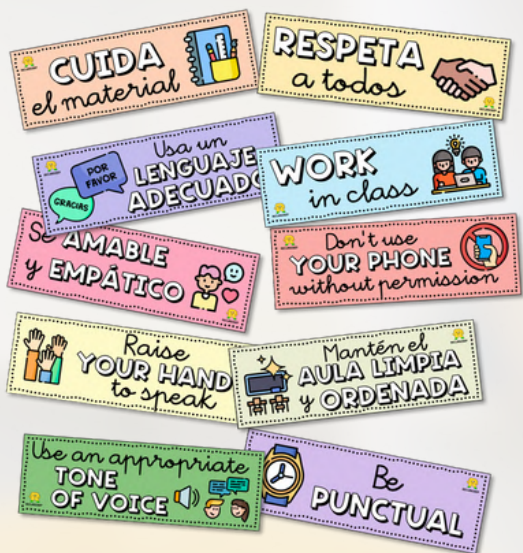 CUIDA
el material
RESPETA
a todos
Usa un
LENGUAJE
ADECUADO
POR
FAVOR
GRACIAS
WORK
in class
Sé AMABLE
y EMPÁTICO
Don't use
YOUR PHONE
without permission
Raise
YOUR HAND
to speak
Mantén el
AULA LIMPIA
y ORDENADA
Use an appropriate
TONE
OF VOICE
Be
PUNCTUAL